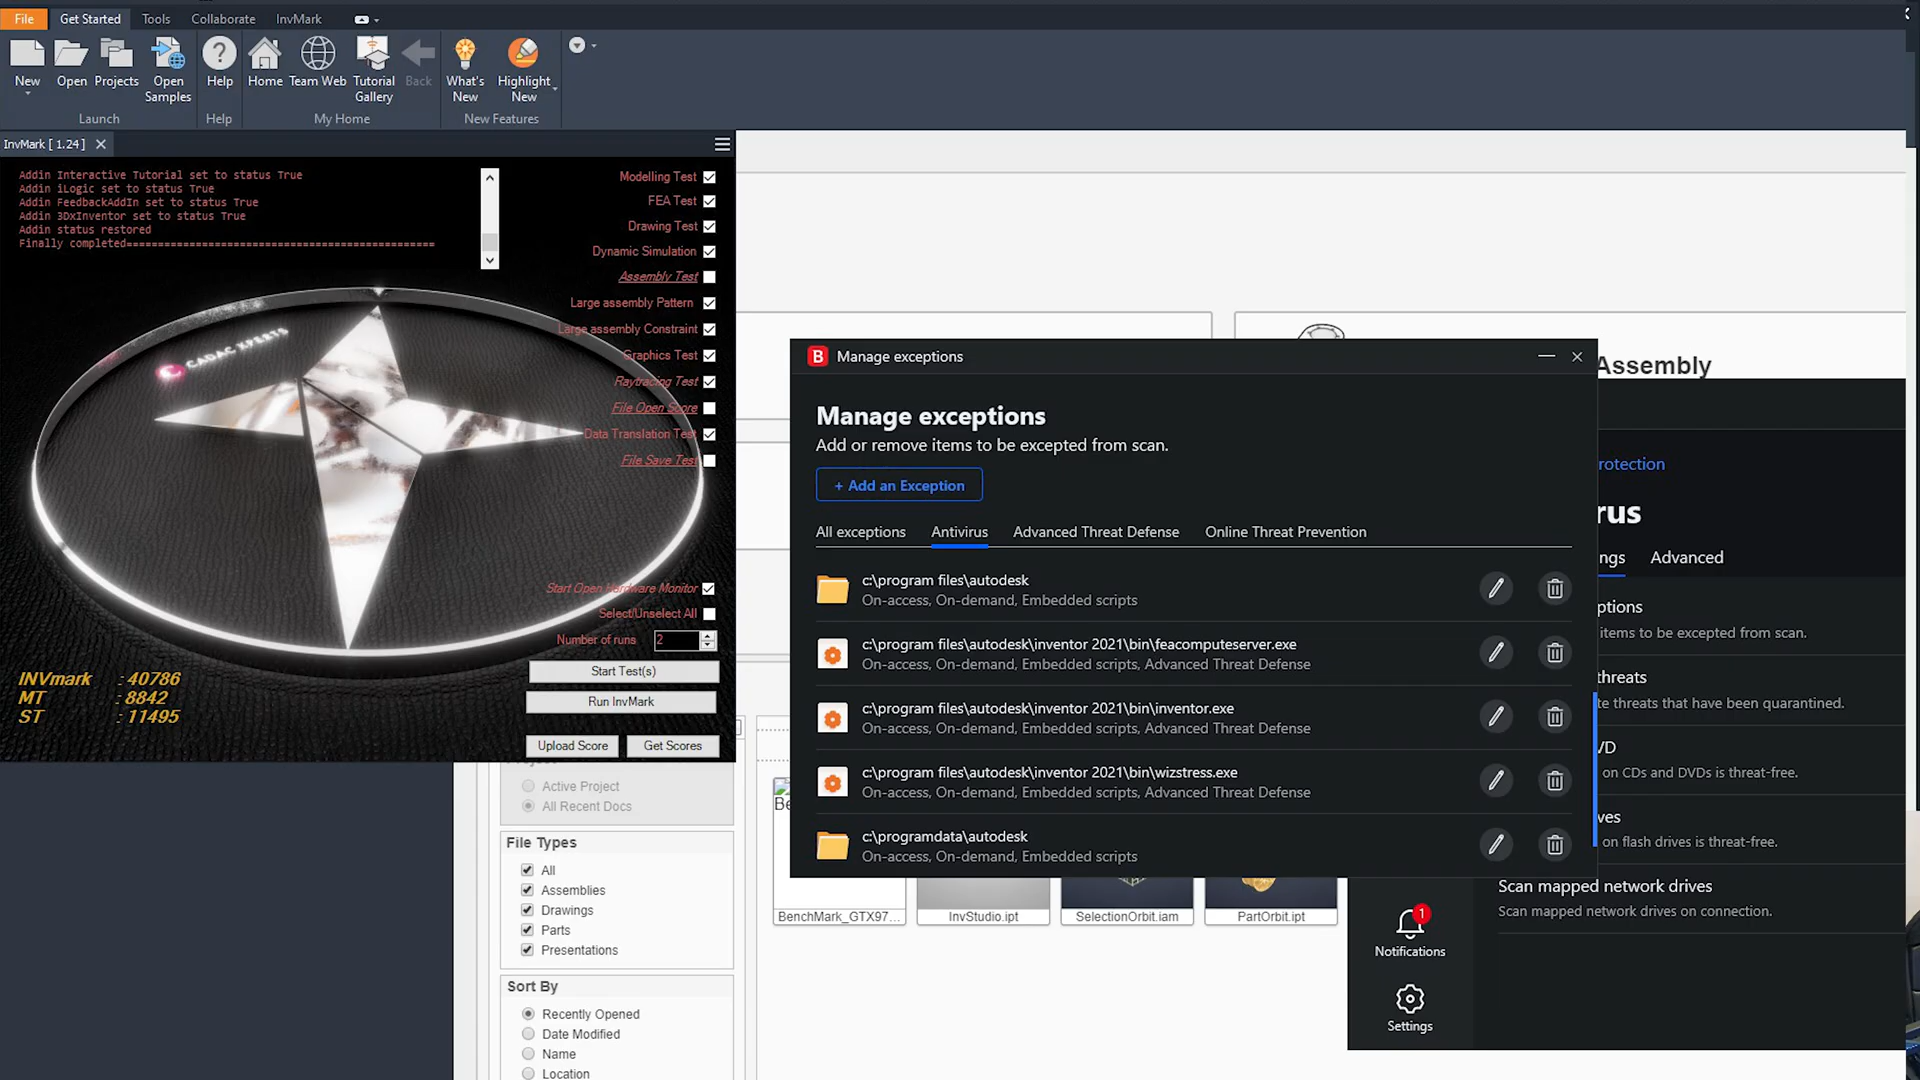 File
Get Started
Tools
Collaborate
InvMark
New
Open
Projects
Open Samples
Help
Home
Team Web
Tutorial Gallery
Back
What's New
Highlight New
Launch
Help
My Home
New Features
InvMark [ 1.24 ]
Addin Interactive Tutorial set to status True
Addin iLogic set to status True
Addin FeedbackAddIn set to status True
Addin 3DxInventor set to status True
Addin status restored
Finally completed=================================================
CADAC XPERTS
Modelling Test
FEA Test
Drawing Test
Dynamic Simulation
Assembly Test
Large assembly Pattern
Large assembly Constraint
Graphics Test
Raytracing Test
File Open Score
Data Translation Test
File Save Test
Start Open Hardware Monitor
Select/Unselect All
Number of runs 2
Start Test(s)
Run InvMark
Upload Score
Get Scores
INVmark : 40786
MT : 8842
ST : 11495
Active Project
All Recent Docs
File Types
All
Assemblies
Drawings
Parts
Presentations
Sort By
Recently Opened
Date Modified
Name
Location
B Manage exceptions
Manage exceptions
Add or remove items to be excepted from scan.
+ Add an Exception
All exceptions
Antivirus
Advanced Threat Defense
Online Threat Prevention
c:\program files\autodesk
On-access, On-demand, Embedded scripts
c:\program files\autodesk\inventor 2021\bin\feacomputeserver.exe
On-access, On-demand, Embedded scripts, Advanced Threat Defense
c:\program files\autodesk\inventor 2021\bin\inventor.exe
On-access, On-demand, Embedded scripts, Advanced Threat Defense
c:\program files\autodesk\inventor 2021\bin\wizstress.exe
On-access, On-demand, Embedded scripts, Advanced Threat Defense
c:\programdata\autodesk
On-access, On-demand, Embedded scripts
BenchMark_GTX97...
InvStudio.ipt
SelectionOrbit.iam
PartOrbit.ipt
Assembly
rotection
rus
ngs
Advanced
ptions
items to be excepted from scan.
threats
te threats that have been quarantined.
VD
on CDs and DVDs is threat-free.
ves
on flash drives is threat-free.
Scan mapped network drives
Scan mapped network drives on connection.
1
Notifications
Settings